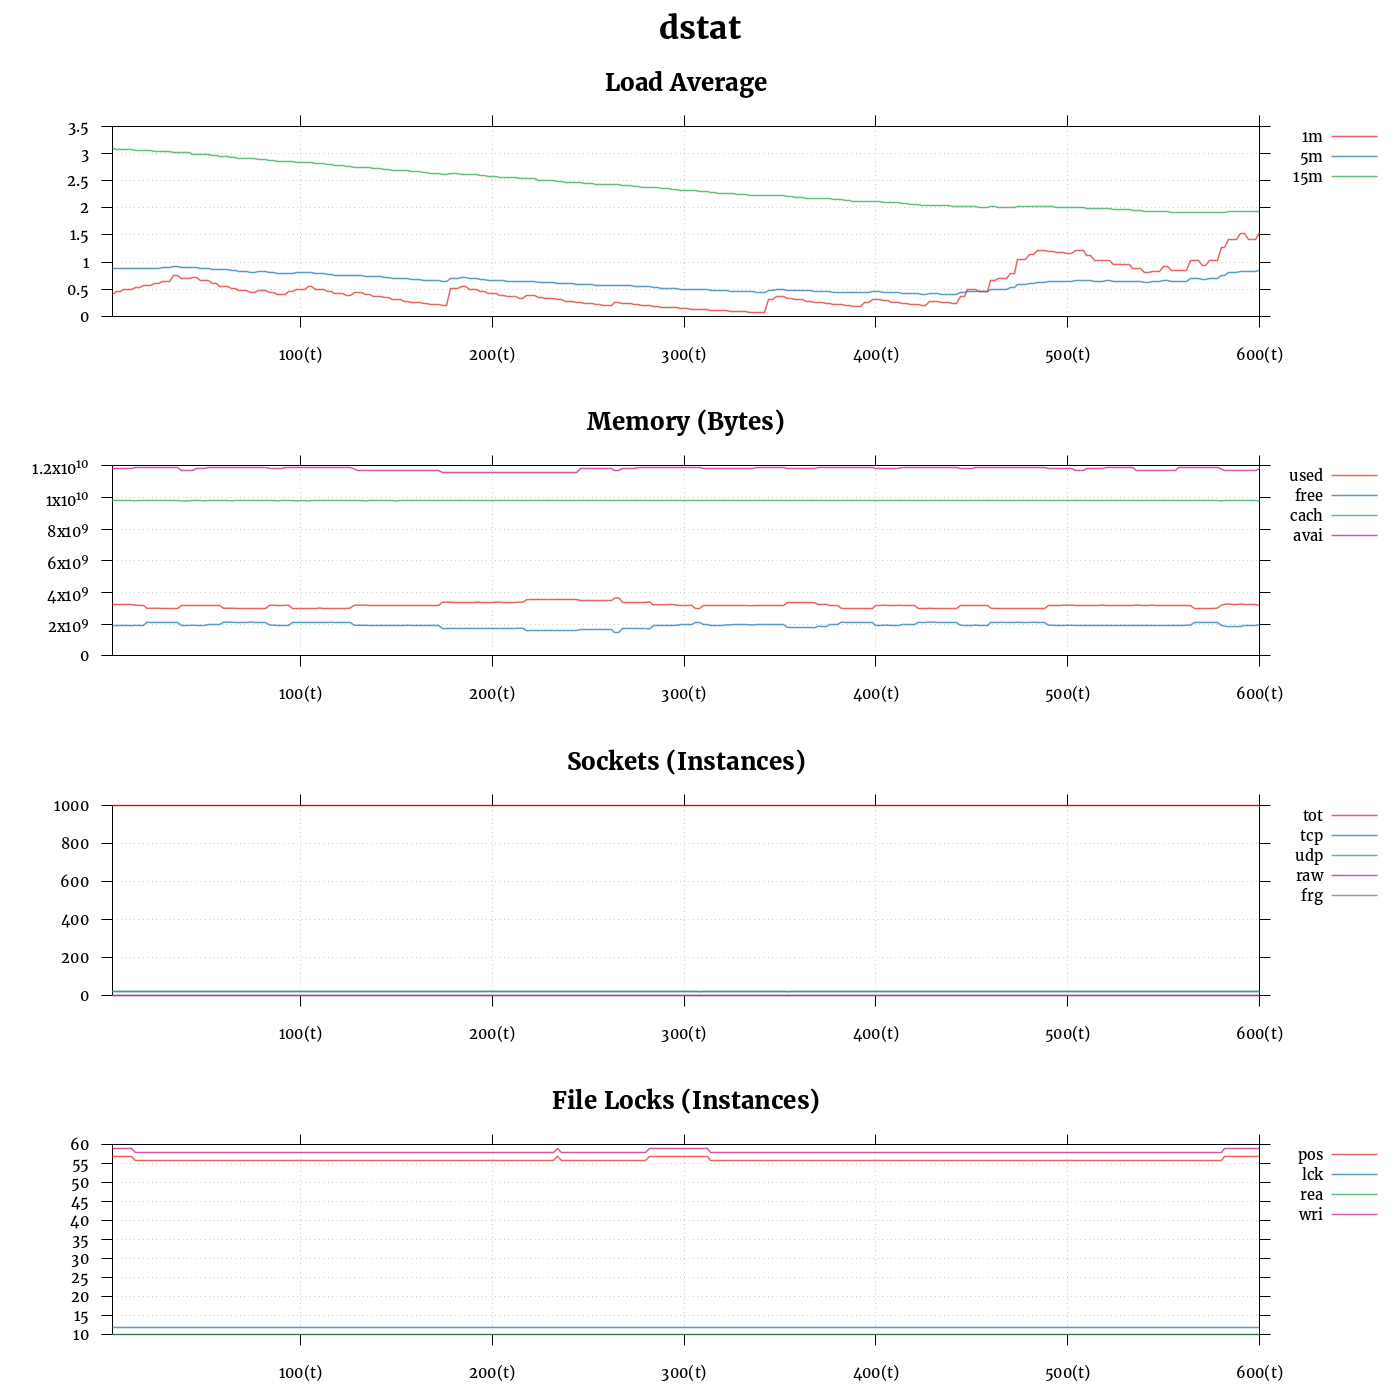 dstat
Load Average
3.5
3
2.5
2
1.5
1
0.5
0
100(t) 200(t) 300(t) 400(t) 500(t) 600(t)
1m
5m
15m
Memory (Bytes)
1.2x10^10
1x10^10
8x10^9
6x10^9
4x10^9
2x10^9
0
100(t) 200(t) 300(t) 400(t) 500(t) 600(t)
used
free
cach
avai
Sockets (Instances)
1000
800
600
400
200
0
100(t) 200(t) 300(t) 400(t) 500(t) 600(t)
tot
tcp
udp
raw
frg
File Locks (Instances)
60
55
50
45
40
35
30
25
20
15
10
100(t) 200(t) 300(t) 400(t) 500(t) 600(t)
pos
lck
rea
wri